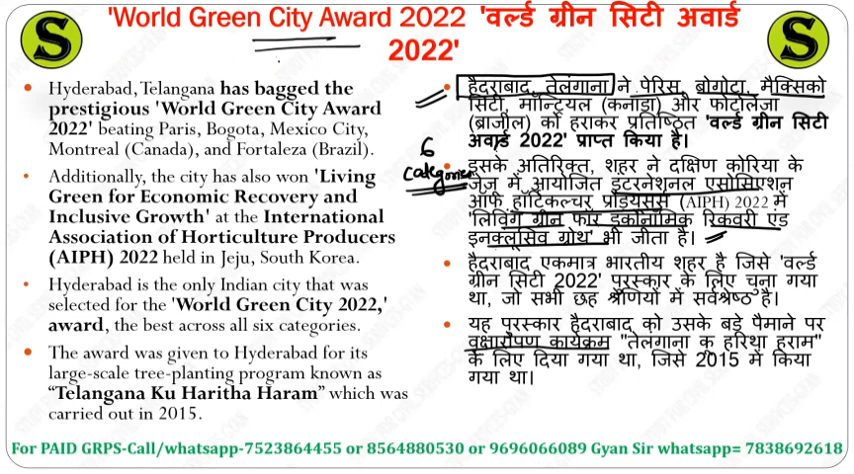 'World Green City Award 2022 'वर्ल्ड ग्रीन सिटी अवार्ड
2022'
S
S
Hyderabad, Telangana has bagged the
prestigious 'World Green City Award
2022' beating Paris, Bogota, Mexico City,
Montreal (Canada), and Fortaleza (Brazil).
Additionally, the city has also won 'Living
Green for Economic Recovery and
Inclusive Growth' at the International
Association of Horticulture Producers
(AIPH) 2022 held in Jeju, South Korea.
Hyderabad is the only Indian city that was
selected for the 'World Green City 2022,'
award, the best across all six categories.
The award was given to Hyderabad for its
large-scale tree-planting program known as
“Telangana Ku Haritha Haram” which was
carried out in 2015.
हैदराबाद, तेलंगाना ने पेरिस, बोगोटा, मैक्सिको
सिटी, मॉन्ट्रियल (कनाडा) और फोर्टालेजा
(ब्राजील) को हराकर प्रतिष्ठित 'वर्ल्ड ग्रीन सिटी
अवार्ड 2022' प्राप्त किया है।
6
Categories
इसके अतिरिक्त, शहर ने दक्षिण कोरिया के
जेजू में आयोजित इंटरनेशनल एसोसिएशन
ऑफ हॉर्टिकल्चर प्रोड्यूसर्स (AIPH) 2022 में
'लिविंग ग्रीन फॉर इकोनॉमिक रिकवरी एंड
इनक्लूसिव ग्रोथ' भी जीता है।
हैदराबाद एकमात्र भारतीय शहर है जिसे 'वर्ल्ड
ग्रीन सिटी 2022' पुरस्कार के लिए चुना गया
था, जो सभी छह श्रेणियों में सर्वश्रेष्ठ है।
यह पुरस्कार हैदराबाद को उसके बड़े पैमाने पर
वृक्षारोपण कार्यक्रम "तेलंगाना कू हरिथा हराम"
के लिए दिया गया था, जिसे 2015 में किया
गया था।
For PAID GRPS-Call/whatsapp-7523864455 or 8564880530 or 9696066089 Gyan Sir whatsapp= 7838692618